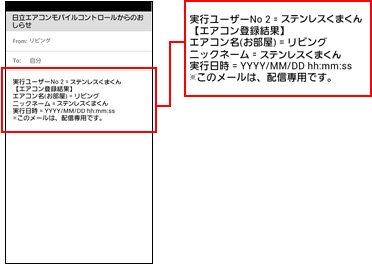 日立エアコンモバイルコントロールからのお
しらせ
From: リビング
To: 自分
実行ユーザーNo 2 = ステンレスくまくん
【エアコン登録結果】
エアコン名(お部屋) = リビング
ニックネーム = ステンレスくまくん
実行日時 = YYYY/MM/DD hh:mm:ss
※このメールは、配信専用です。
実行ユーザーNo 2 = ステンレスくまくん
【エアコン登録結果】
エアコン名(お部屋) = リビング
ニックネーム = ステンレスくまくん
実行日時 = YYYY/MM/DD hh:mm:ss
※このメールは、配信専用です。